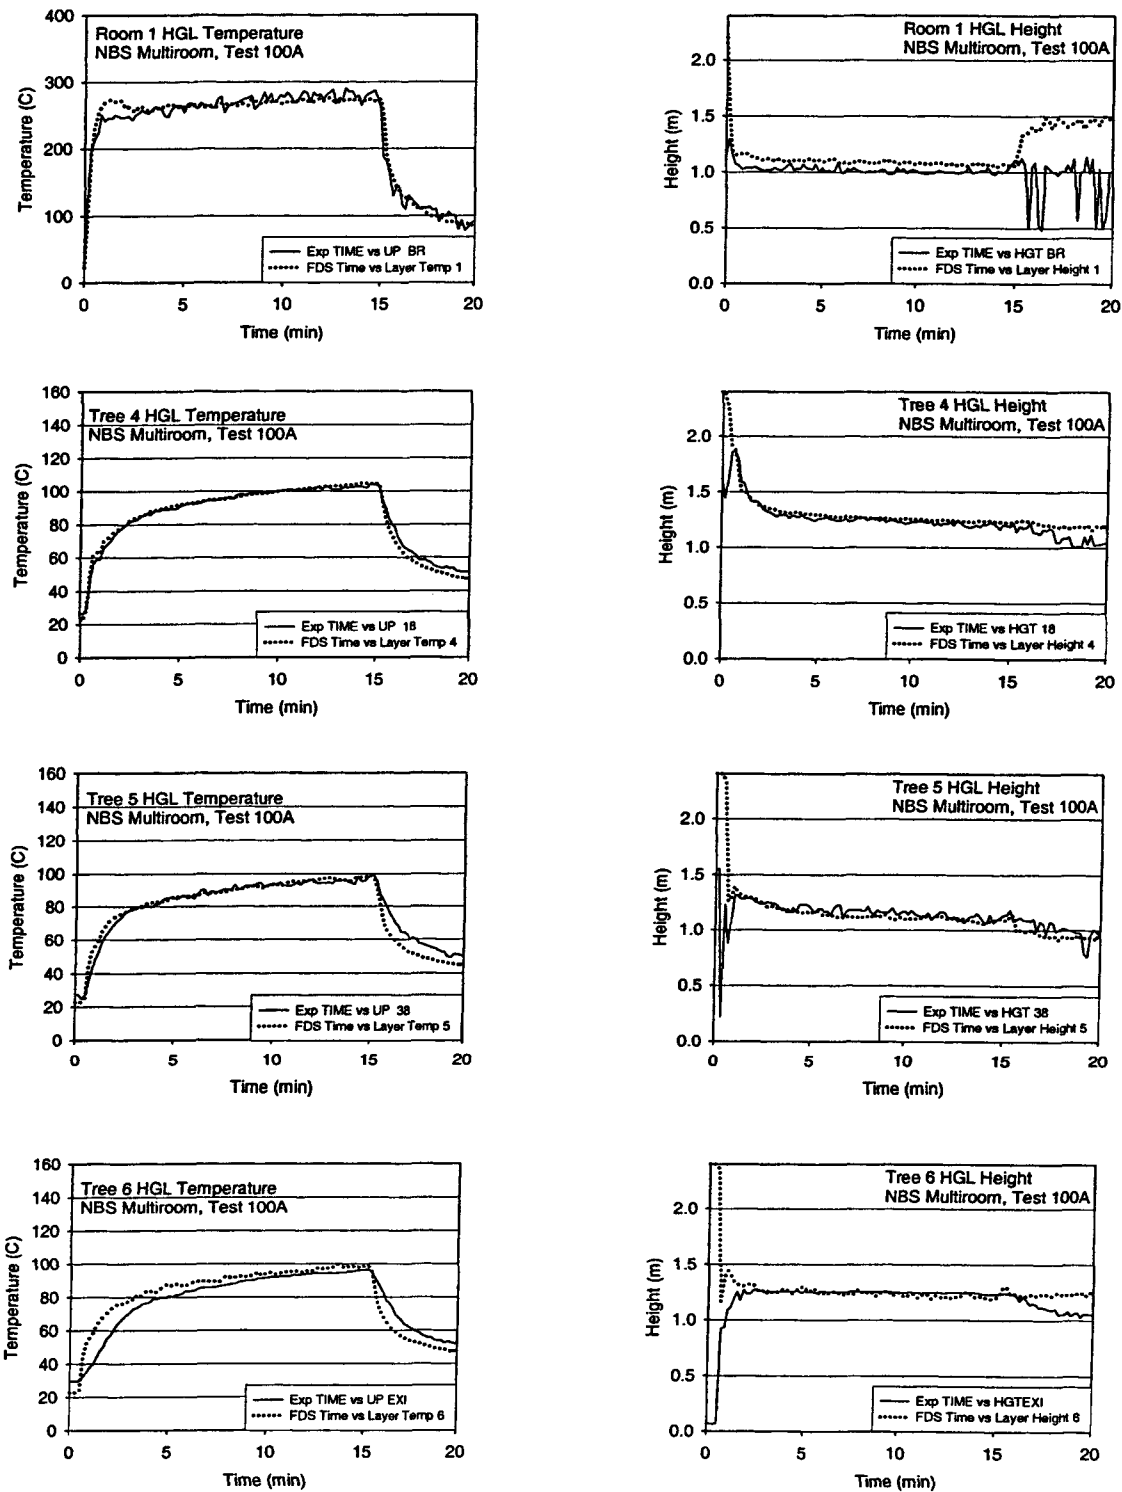 Room 1 HGL Temperature
NBS Multiroom, Test 100A
Temperature (C)
400
300
200
100
0
0 5 10 15 20
Time (min)
Exp TIME vs UP BR
FDS Time vs Layer Temp 1
Room 1 HGL Height
NBS Multiroom, Test 100A
Height (m)
2.0
1.5
1.0
0.5
0.0
0 5 10 15 20
Time (min)
Exp TIME vs HGT BR
FDS Time vs Layer Height 1
Tree 4 HGL Temperature
NBS Multiroom, Test 100A
Temperature (C)
160
140
120
100
80
60
40
20
0
0 5 10 15 20
Time (min)
Exp TIME vs UP 18
FDS Time vs Layer Temp 4
Tree 4 HGL Height
NBS Multiroom, Test 100A
Height (m)
2.0
1.5
1.0
0.5
0.0
0 5 10 15 20
Time (min)
Exp TIME vs HGT 18
FDS Time vs Layer Height 4
Tree 5 HGL Temperature
NBS Multiroom, Test 100A
Temperature (C)
160
140
120
100
80
60
40
20
0
0 5 10 15 20
Time (min)
Exp TIME vs UP 38
FDS Time vs Layer Temp 5
Tree 5 HGL Height
NBS Multiroom, Test 100A
Height (m)
2.0
1.5
1.0
0.5
0.0
0 5 10 15 20
Time (min)
Exp TIME vs HGT 38
FDS Time vs Layer Height 5
Tree 6 HGL Temperature
NBS Multiroom, Test 100A
Temperature (C)
160
140
120
100
80
60
40
20
0
0 5 10 15 20
Time (min)
Exp TIME vs UP EXI
FDS Time vs Layer Temp 6
Tree 6 HGL Height
NBS Multiroom, Test 100A
Height (m)
2.0
1.5
1.0
0.5
0.0
0 5 10 15 20
Time (min)
Exp TIME vs HGTEXI
FDS Time vs Layer Height 6